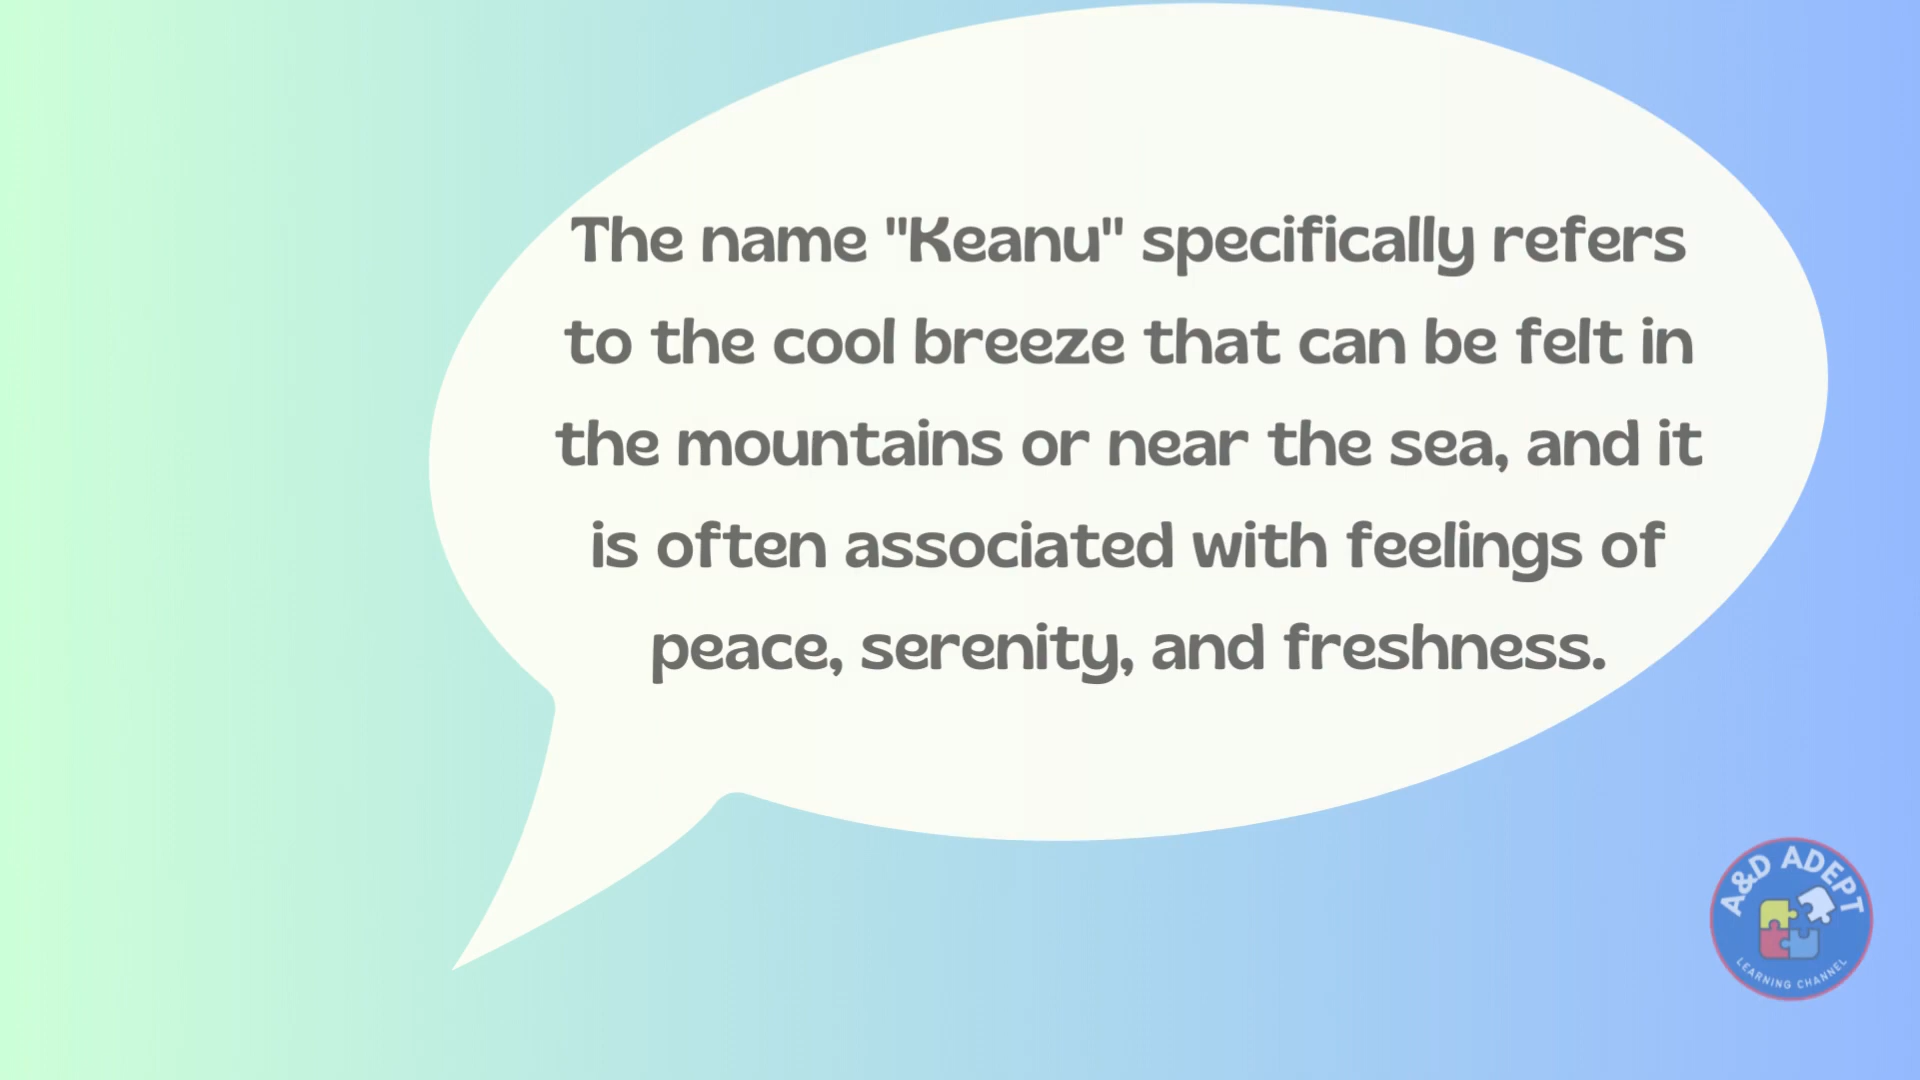 The name "Keanu" specifically refers
to the cool breeze that can be felt in
the mountains or near the sea, and it
is often associated with feelings of
peace, serenity, and freshness.
A&D ADEPT
LEARNING CHANNEL